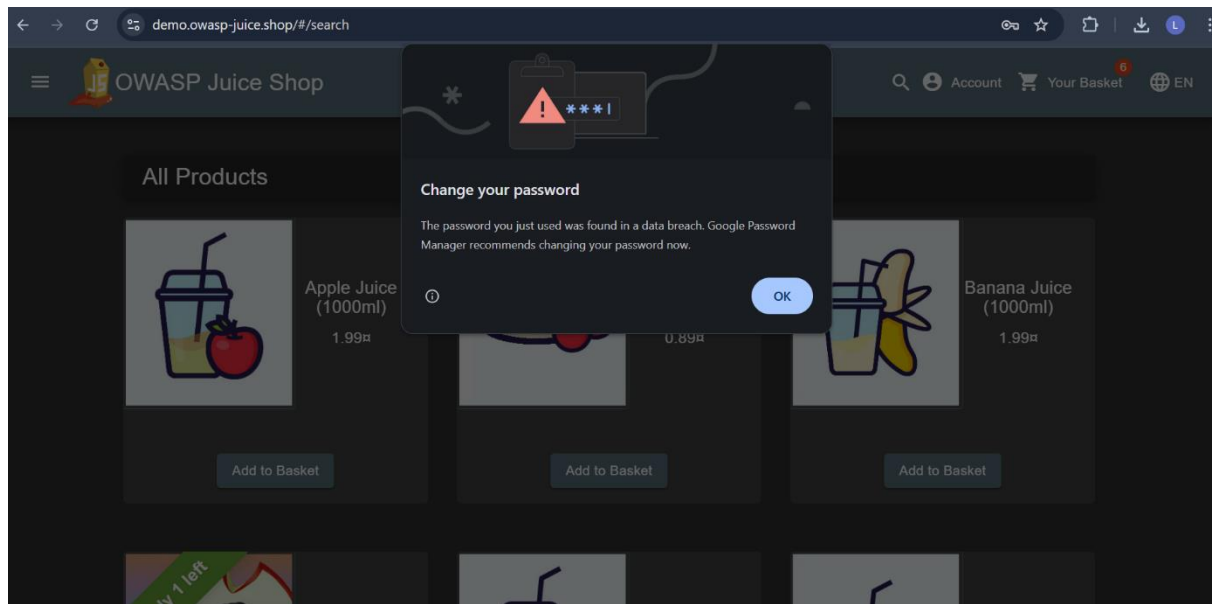 demo.owasp-juice.shop/#/search
L
OWASP Juice Shop
Account
Your Basket
6
EN
***|
All Products
Change your password
The password you just used was found in a data breach. Google Password
Manager recommends changing your password now.
OK
Apple Juice
(1000ml)
1.99¤
0.89¤
Banana Juice
(1000ml)
1.99¤
Add to Basket
Add to Basket
Add to Basket
1 left